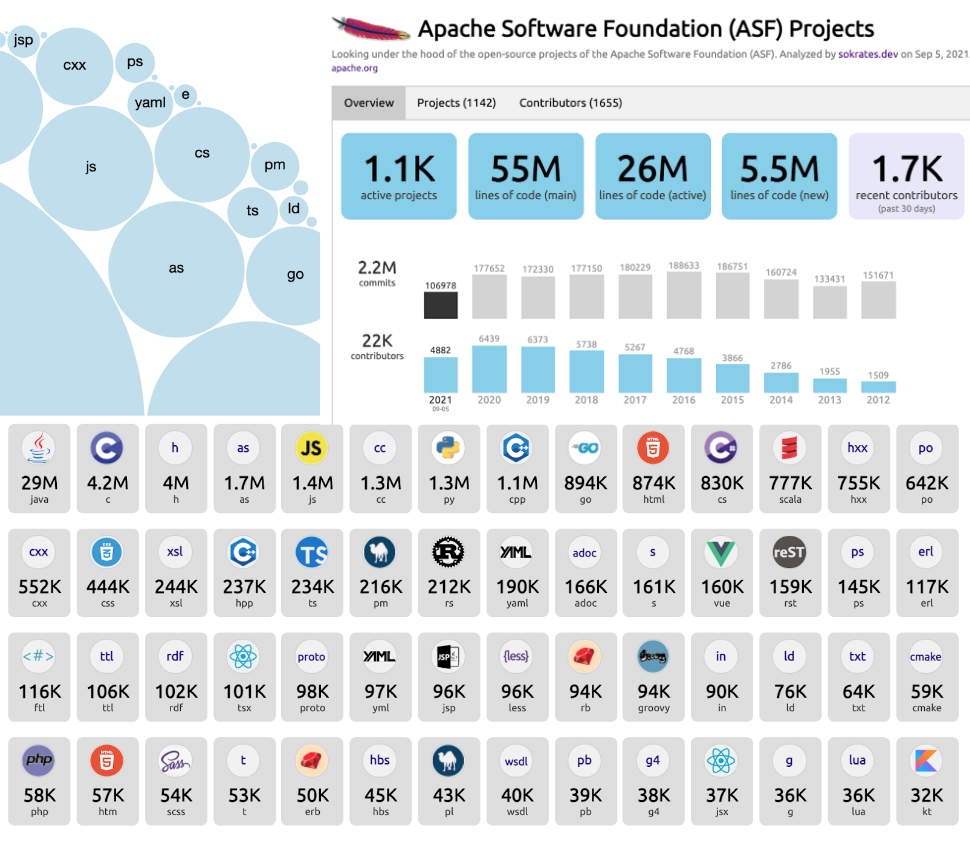 jsp
cxx
ps
yaml
e
js
cs
pm
ts
ld
as
go
Apache Software Foundation (ASF) Projects
Looking under the hood of the open-source projects of the Apache Software Foundation (ASF). Analyzed by sokrates.dev on Sep 5, 2021.
apache.org
Overview Projects (1142) Contributors (1655)
1.1K 55M 26M 5.5M 1.7K
active projects lines of code (main) lines of code (active) lines of code (new) recent contributors
(past 30 days)
2.2M
commits
106978 177652 172330 177150 180229 188633 186751 160724 133431 151671
22K
contributors
4882 6439 6373 5738 5267 4768 3866 2786 1955 1509
2021 2020 2019 2018 2017 2016 2015 2014 2013 2012
09-05
h as JS cc GO HTML 5 hxx po
29M 4.2M 4M 1.7M 1.4M 1.3M 1.3M 1.1M 894K 874K 830K 777K 755K 642K
java c h as js cc py cpp go html cs scala hxx po
cxx CSS 3 xsl TS YAML adoc s reST ps erl
552K 444K 244K 237K 234K 216K 212K 190K 166K 161K 160K 159K 145K 117K
cxx css xsl hpp ts pm rs yaml adoc s vue rst ps erl
<#> ttl rdf proto YAML JSP {less} in ld txt cmake
116K 106K 102K 101K 98K 97K 96K 96K 94K 94K 90K 76K 64K 59K
ftl ttl rdf tsx proto yml jsp less rb groovy in ld txt cmake
php HTML 5 Sass t hbs wsdl pb g4 g lua
58K 57K 54K 53K 50K 45K 43K 40K 39K 38K 37K 36K 36K 32K
php htm scss t erb hbs pl wsdl pb g4 jsx g lua kt